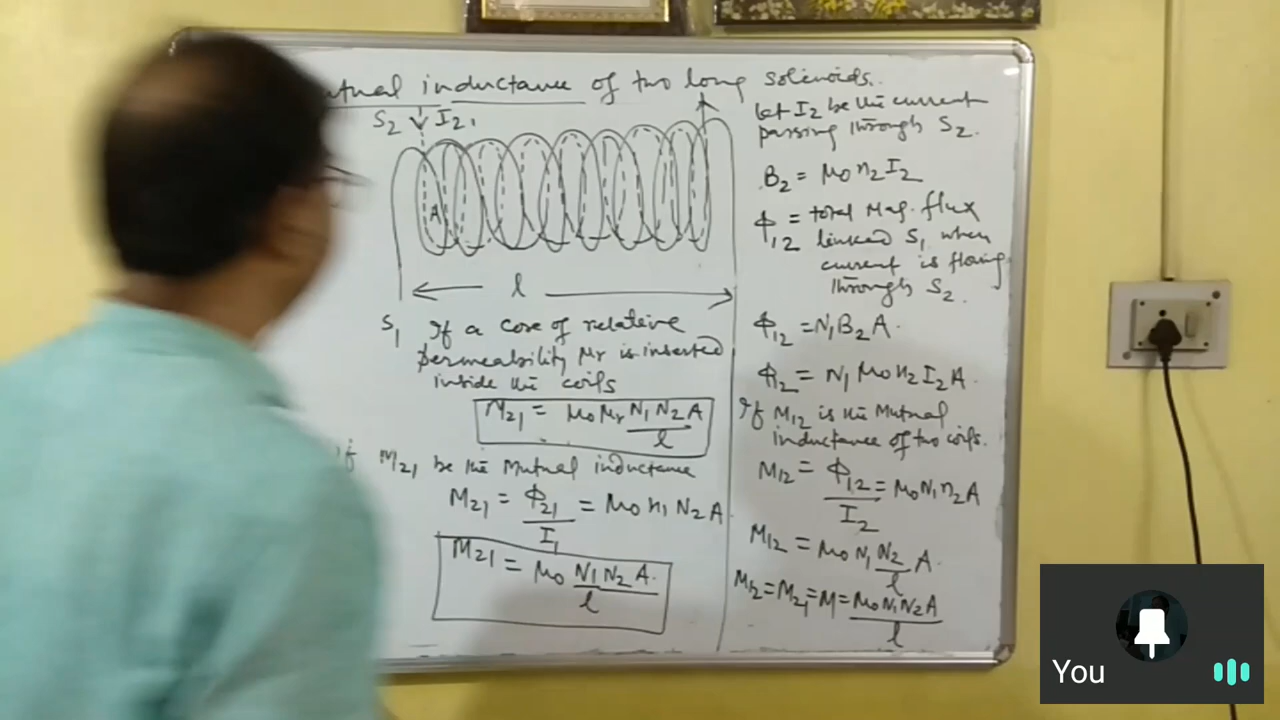 utual inductance of two long solenoids.
S2 ↓ I2,
A
l
S1 If a core of relative
permeability μr is inserted
inside the coils
M21 = μ0 μr N1 N2 A / l
if M21 be the Mutual inductance
M21 = Φ21 / I1 = μ0 n1 N2 A
M21 = μ0 N1 N2 A. / l
let I2 be the current
passing through S2.
B2 = μ0 n2 I2
Φ12 = total Mag. flux
linked S1 when
current is flowing
through S2.
Φ12 = N1 B2 A.
Φ12 = N1 μ0 n2 I2 A.
If M12 is the Mutual
inductance of two coils.
M12 = Φ12 / I2 = μ0 N1 n2 A
M12 = μ0 N1 N2 / l A.
M12 = M21 = M = μ0 N1 N2 A / l
You